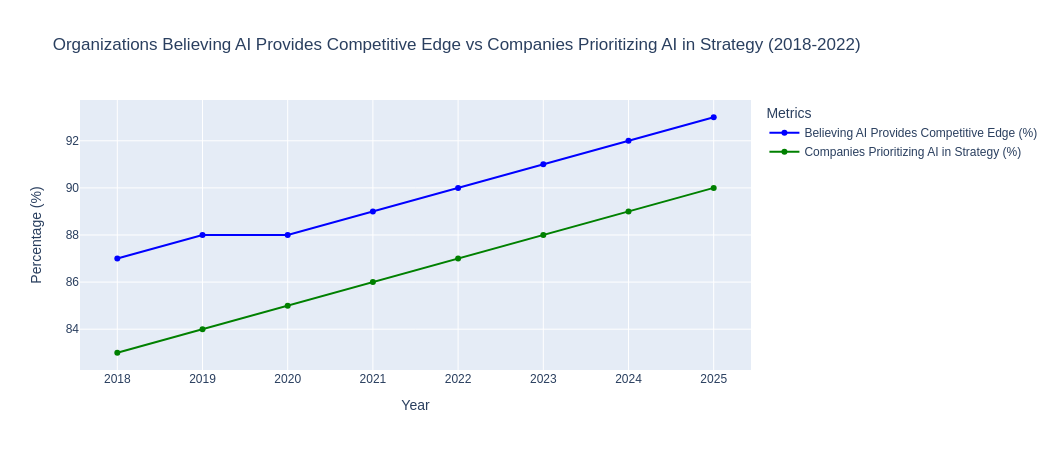 Organizations Believing AI Provides Competitive Edge vs Companies Prioritizing AI in Strategy (2018-2022)
Metrics
Believing AI Provides Competitive Edge (%)
Companies Prioritizing AI in Strategy (%)
Percentage (%)
92
90
88
86
84
2018 2019 2020 2021 2022 2023 2024 2025
Year